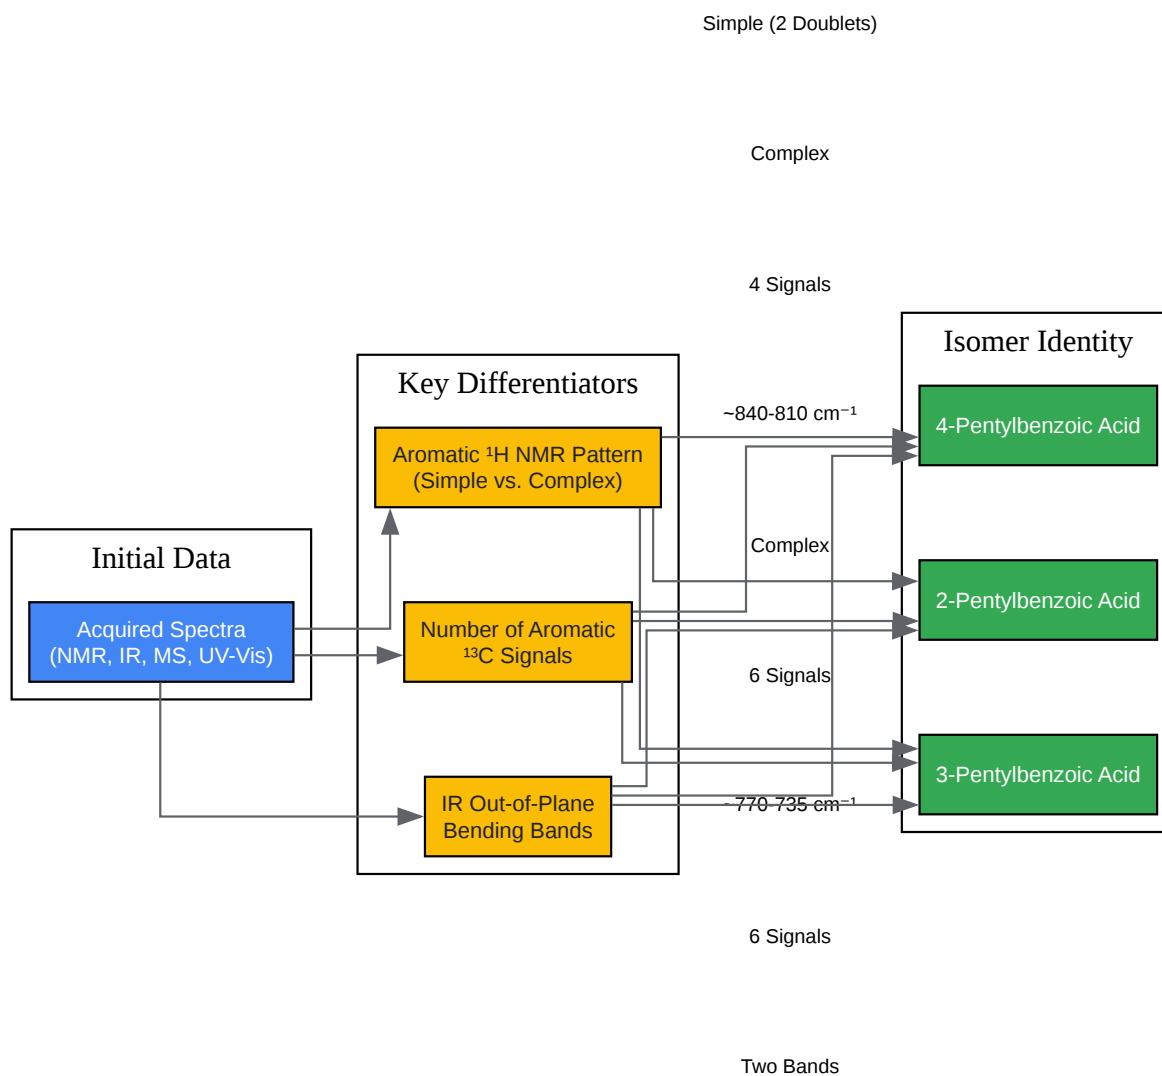 Simple (2 Doublets)
Complex
4 Signals
Isomer Identity
Key Differentiators
~840-810 cm⁻¹
4-Pentylbenzoic Acid
Aromatic ¹H NMR Pattern
(Simple vs. Complex)
Initial Data
Complex
2-Pentylbenzoic Acid
Acquired Spectra
(NMR, IR, MS, UV-Vis)
Number of Aromatic
¹³C Signals
6 Signals
3-Pentylbenzoic Acid
IR Out-of-Plane
Bending Bands
~770-735 cm⁻¹
6 Signals
Two Bands